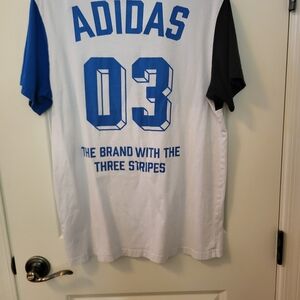 ADIDAS
03
THE BRAND WITH THE
THREE STRIPES